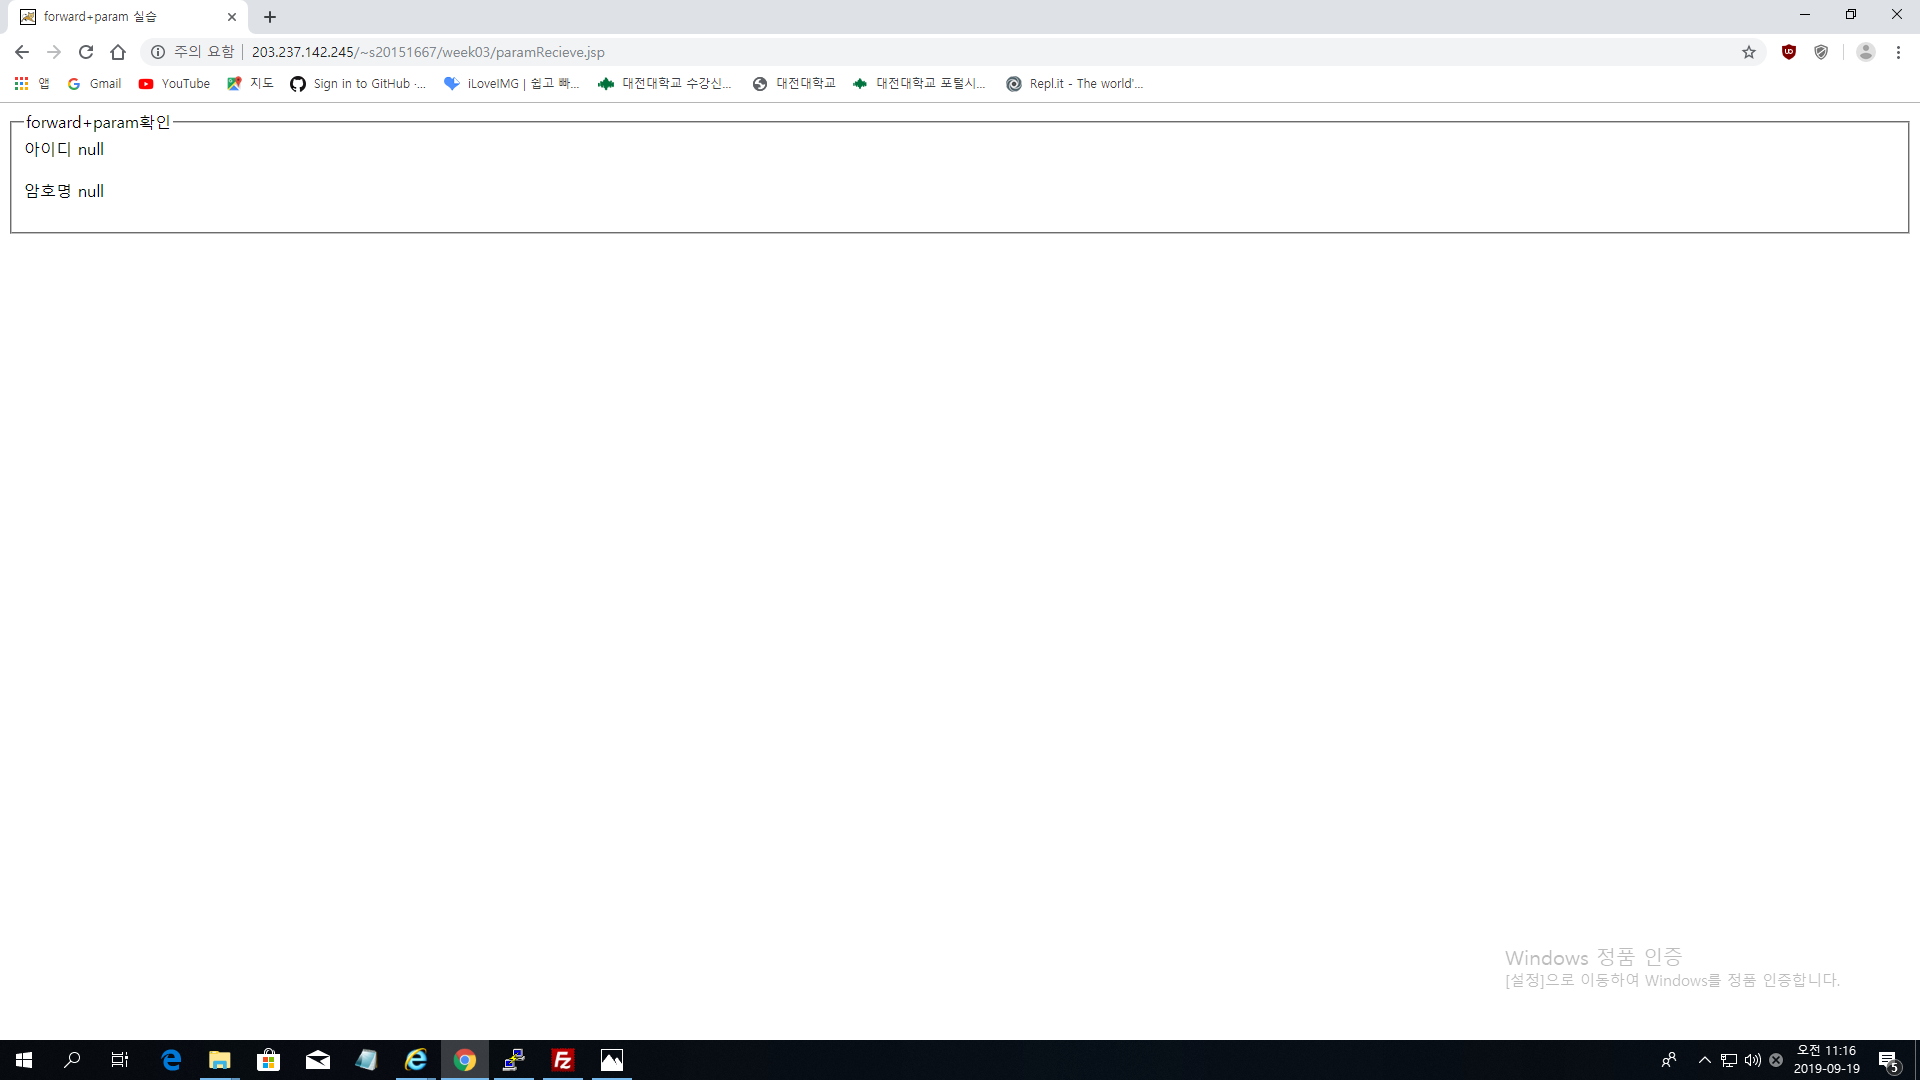 forward+param 실습
주의 요함 | 203.237.142.245/~s20151667/week03/paramRecieve.jsp
앱 Gmail YouTube 지도 Sign in to GitHub ·... iLoveIMG | 쉽고 빠... 대전대학교 수강신... 대전대학교 대전대학교 포털시... Repl.it - The world'...
forward+param확인
아이디 null
암호명 null
Windows 정품 인증
[설정]으로 이동하여 Windows를 정품 인증합니다.
오전 11:16
2019-09-19
5